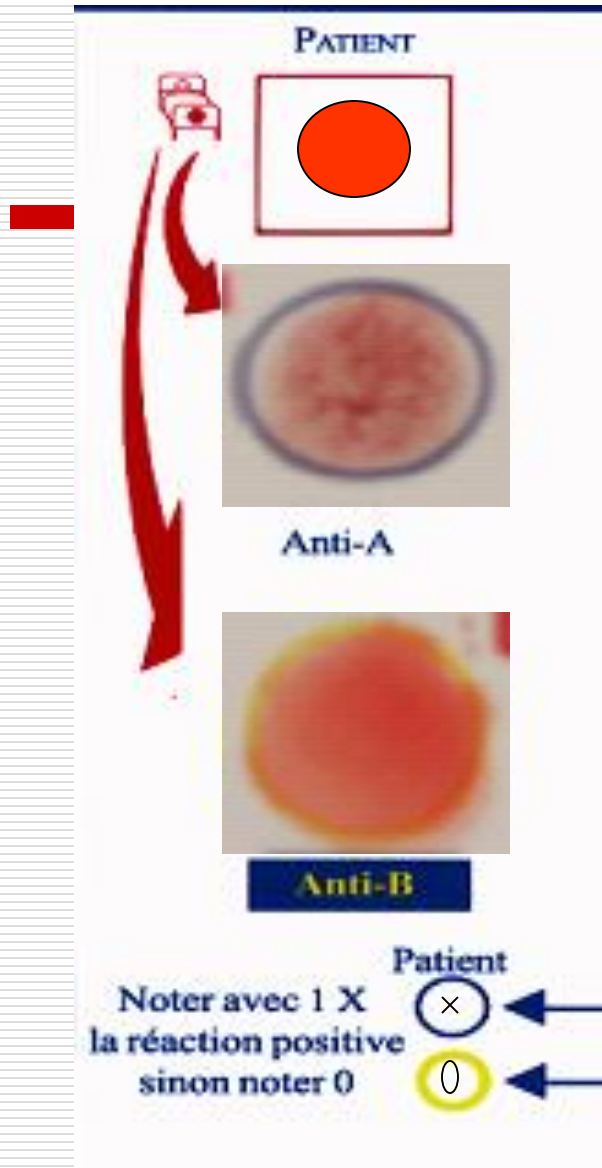 PATIENT
Anti-A
Anti-B
Patient
Noter avec 1 X
la réaction positive
sinon noter 0
X
0